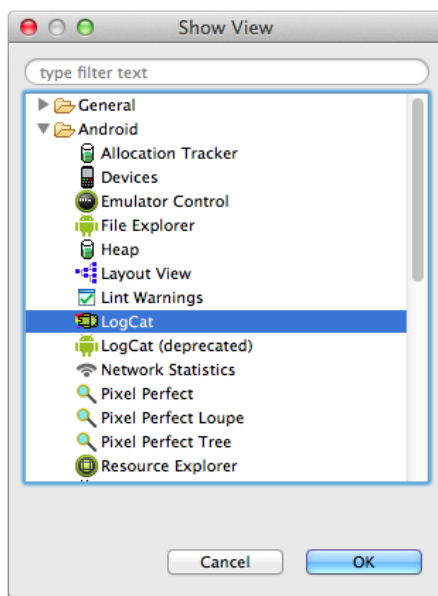 Show View
type filter text
General
Android
Allocation Tracker
Devices
Emulator Control
File Explorer
Heap
Layout View
Lint Warnings
LogCat
LogCat (deprecated)
Network Statistics
Pixel Perfect
Pixel Perfect Loupe
Pixel Perfect Tree
Resource Explorer
Cancel OK